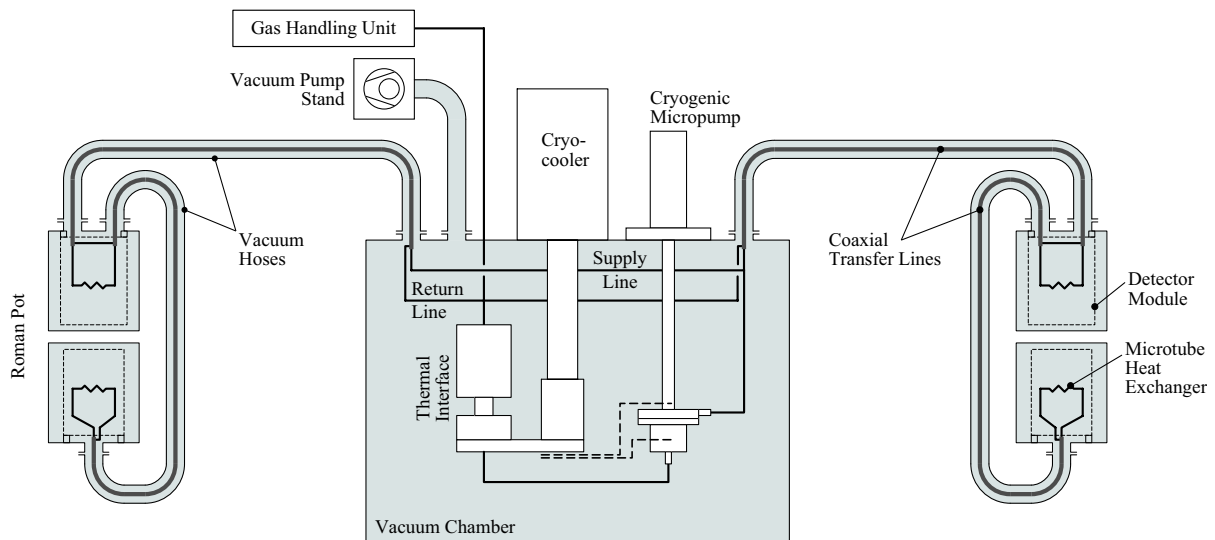 Gas Handling Unit
Vacuum Pump
Stand
Cryo-
cooler
Cryogenic
Micropump
Vacuum
Hoses
Coaxial
Transfer Lines
Supply
Line
Return
Line
Detector
Module
Roman Pot
Thermal
Interface
Microtube
Heat
Exchanger
Vacuum Chamber